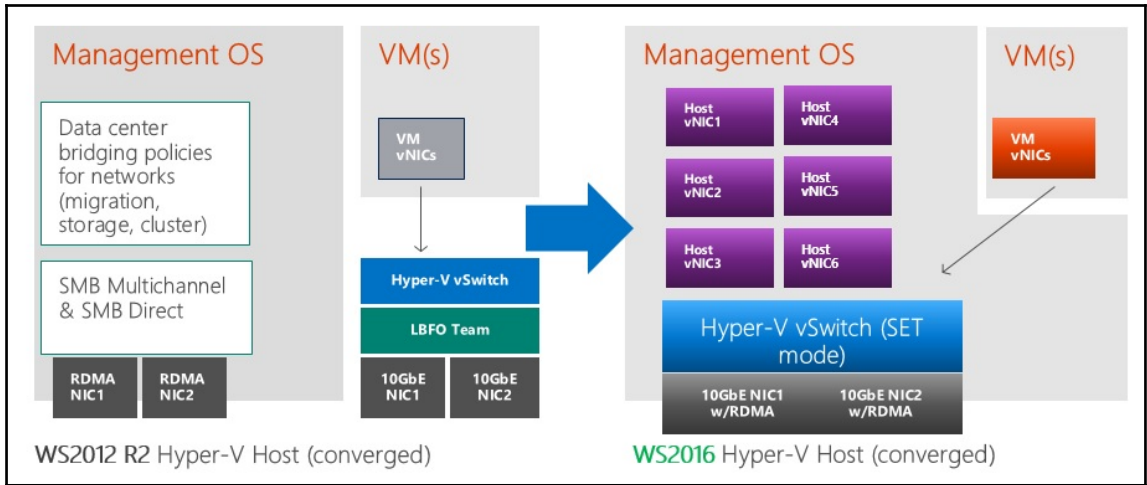 Management OS
Data center
bridging policies
for networks
(migration,
storage, cluster)
SMB Multichannel
& SMB Direct
RDMA
NIC1
RDMA
NIC2
VM(s)
VM
vNICs
Hyper-V vSwitch
LBFO Team
10GbE
NIC1
10GbE
NIC2
WS2012 R2 Hyper-V Host (converged)
Management OS
Host
vNIC1
Host
vNIC4
Host
vNIC2
Host
vNIC5
Host
vNIC3
Host
vNIC6
VM(s)
VM
vNICs
Hyper-V vSwitch (SET
mode)
10GbE NIC1
w/RDMA
10GbE NIC2
w/RDMA
WS2016 Hyper-V Host (converged)